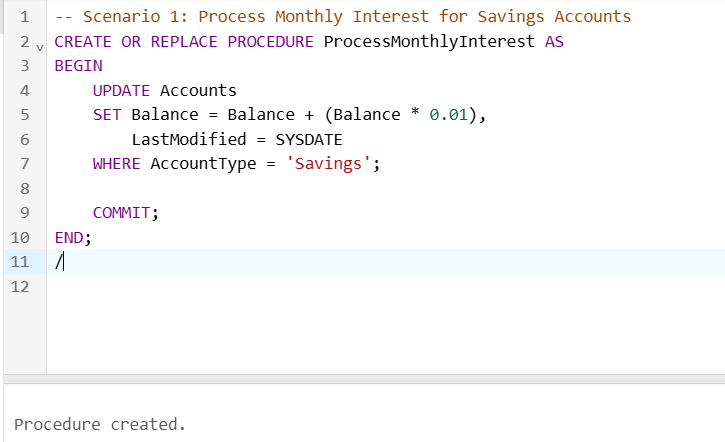 1 -- Scenario 1: Process Monthly Interest for Savings Accounts
2 CREATE OR REPLACE PROCEDURE ProcessMonthlyInterest AS
3 BEGIN
4     UPDATE Accounts
5     SET Balance = Balance + (Balance * 0.01),
6         LastModified = SYSDATE
7     WHERE AccountType = 'Savings';
8
9     COMMIT;
10 END;
11 /
12
Procedure created.